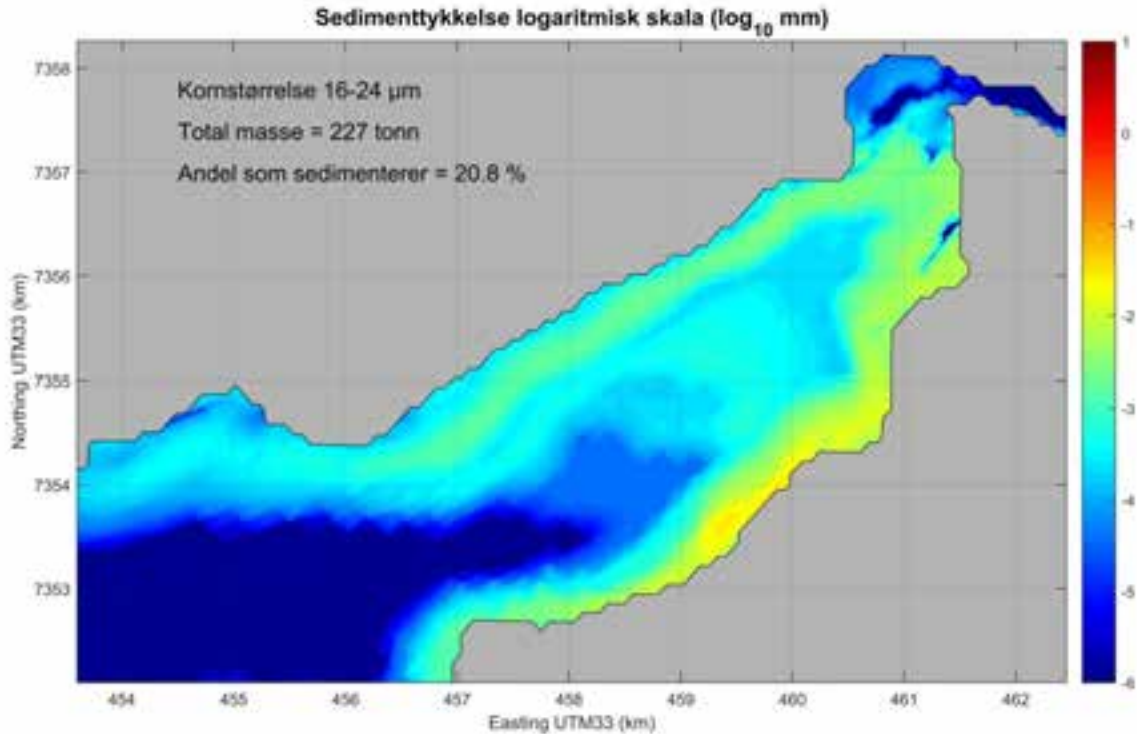 Sedimenttykkelse logaritmisk skala (log10 mm)
Kornstørrelse 16-24 µm
Total masse = 227 tonn
Andel som sedimenterer = 20.8 %
Northing UTM33 (km)
7358
7357
7356
7355
7354
7353
454 455 456 457 458 459 460 461 462
Easting UTM33 (km)
1
0
-1
-2
-3
-4
-5
-6